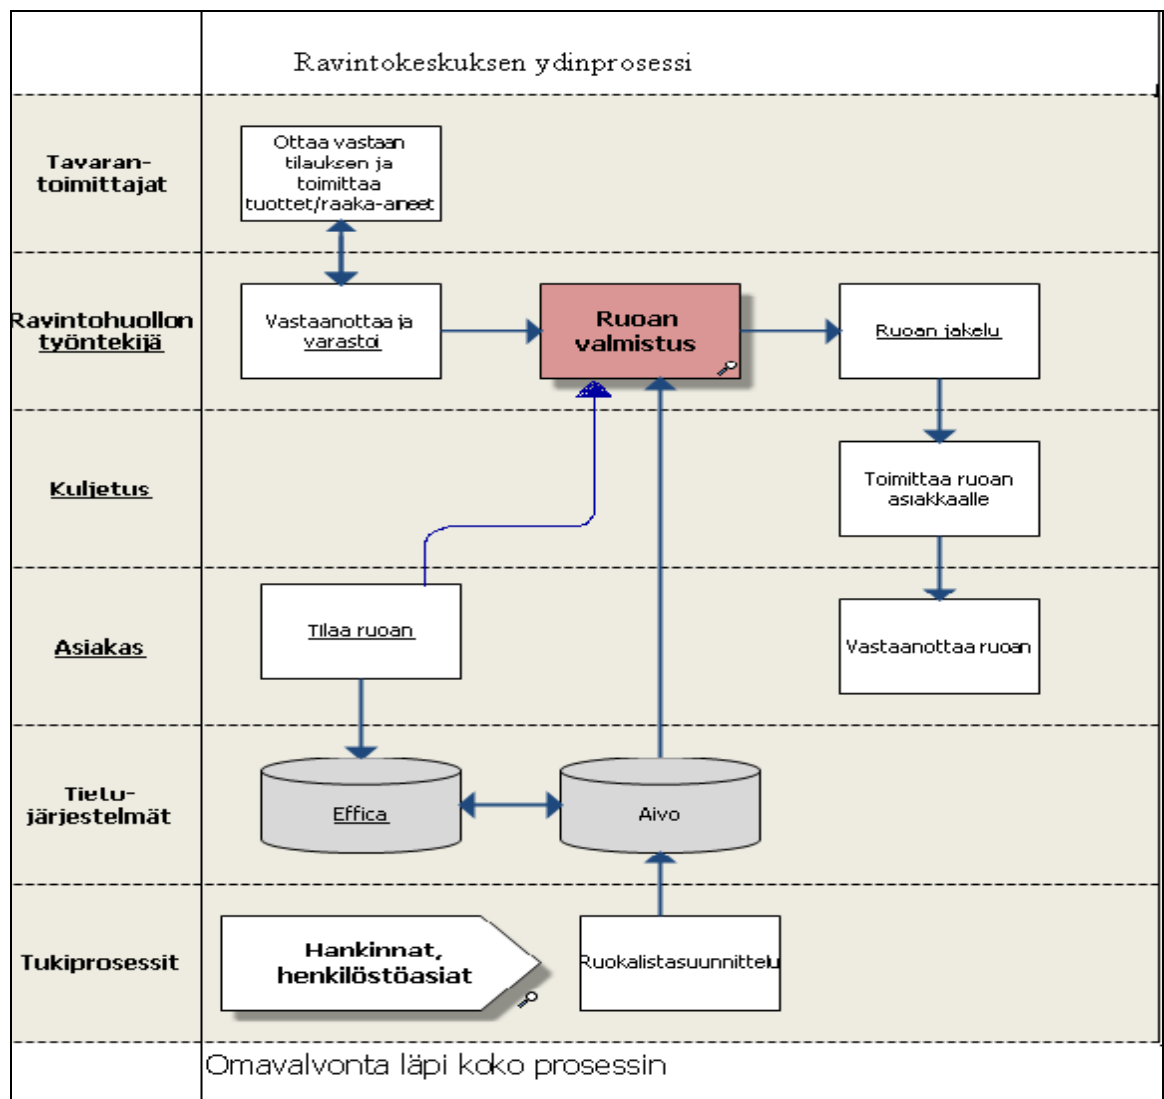 Ravintokeskuksen ydinprosessi
Tavaran-
toimittajat
Ottaa vastaan
tilauksen ja
toimittaa
tuottet/raaka-aineet
Ravintohuollon
työntekijä
Vastaanottaa ja
varastoi
Ruoan
valmistus
Ruoan jakelu
Kuljetus
Toimittaa ruoan
asiakkaalle
Asiakas
Tilaa ruoan
Vastaanottaa ruoan
Tietu-
järjestelmät
Effica
Aivo
Tukiprosessit
Hankinnat,
henkilöstöasiat
Ruokalistasuunnittelu
Omavalvonta läpi koko prosessin